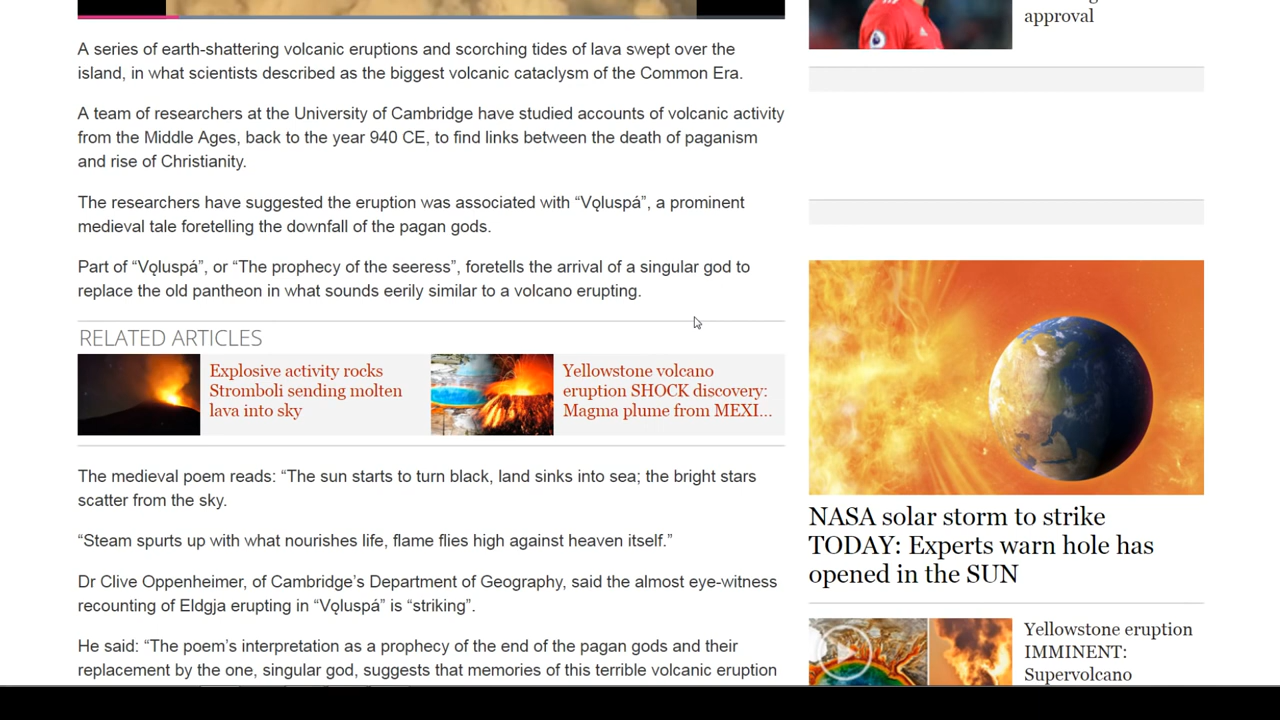 A series of earth-shattering volcanic eruptions and scorching tides of lava swept over the
island, in what scientists described as the biggest volcanic cataclysm of the Common Era.
A team of researchers at the University of Cambridge have studied accounts of volcanic activity
from the Middle Ages, back to the year 940 CE, to find links between the death of paganism
and rise of Christianity.
The researchers have suggested the eruption was associated with “Vǫluspá”, a prominent
medieval tale foretelling the downfall of the pagan gods.
Part of “Vǫluspá”, or “The prophecy of the seeress”, foretells the arrival of a singular god to
replace the old pantheon in what sounds eerily similar to a volcano erupting.
RELATED ARTICLES
Explosive activity rocks
Stromboli sending molten
lava into sky
Yellowstone volcano
eruption SHOCK discovery:
Magma plume from MEXI...
The medieval poem reads: “The sun starts to turn black, land sinks into sea; the bright stars
scatter from the sky.
“Steam spurts up with what nourishes life, flame flies high against heaven itself.”
Dr Clive Oppenheimer, of Cambridge’s Department of Geography, said the almost eye-witness
recounting of Eldgja erupting in “Vǫluspá” is “striking”.
He said: “The poem’s interpretation as a prophecy of the end of the pagan gods and their
replacement by the one, singular god, suggests that memories of this terrible volcanic eruption
approval
NASA solar storm to strike
TODAY: Experts warn hole has
opened in the SUN
Yellowstone eruption
IMMINENT:
Supervolcano